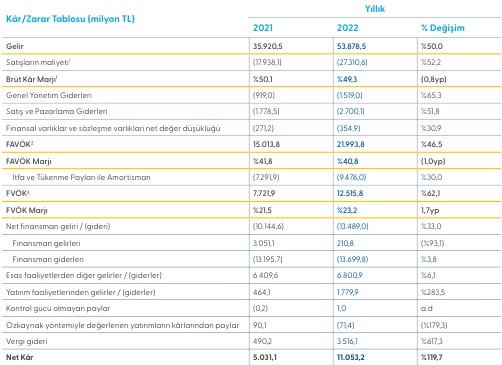 Kâr/Zarar Tablosu (milyon TL) Yıllık
2021 2022 % Değişim
Gelir 35.920,5 53.878,5 %50,0
Satışların maliyeti¹ (17.938,1) (27.310,6) %52,2
Brüt Kâr Marjı¹ %50,1 %49,3 (0,8yp)
Genel Yönetim Giderleri (919,0) (1.519,0) %65,3
Satış ve Pazarlama Giderleri (1.778,5) (2.700,1) %51,8
Finansal varlıklar ve sözleşme varlıkları net değer düşüklüğü (271,2) (354,9) %30,9
FAVÖK² 15.013,8 21.993,8 %46,5
FAVÖK Marjı %41,8 %40,8 (1,0yp)
İtfa ve Tükenme Payları ile Amortisman (7.291,9) (9.478,0) %30,0
FVÖK³ 7.721,9 12.515,8 %62,1
FVÖK Marjı %21,5 %23,2 1,7yp
Net finansman geliri / (gideri) (10.144,6) (13.489,0) %33,0
Finansman gelirleri 3.051,1 210,8 (%93,1)
Finansman giderleri (13.195,7) (13.699,8) %3,8
Esas faaliyetlerden diğer gelirler / (giderler) 6.409,6 6.800,9 %6,1
Yatırım faaliyetlerinden gelirler / (giderler) 464,1 1.779,9 %283,5
Kontrol gücü olmayan paylar (0,2) 1,0 a.d
Özkaynak yöntemiyle değerlenen yatırımların kârlarından paylar 90,1 (71,4) (%179,3)
Vergi gideri 490,2 3.516,1 %617,3
Net Kâr 5.031,1 11.053,2 %119,7